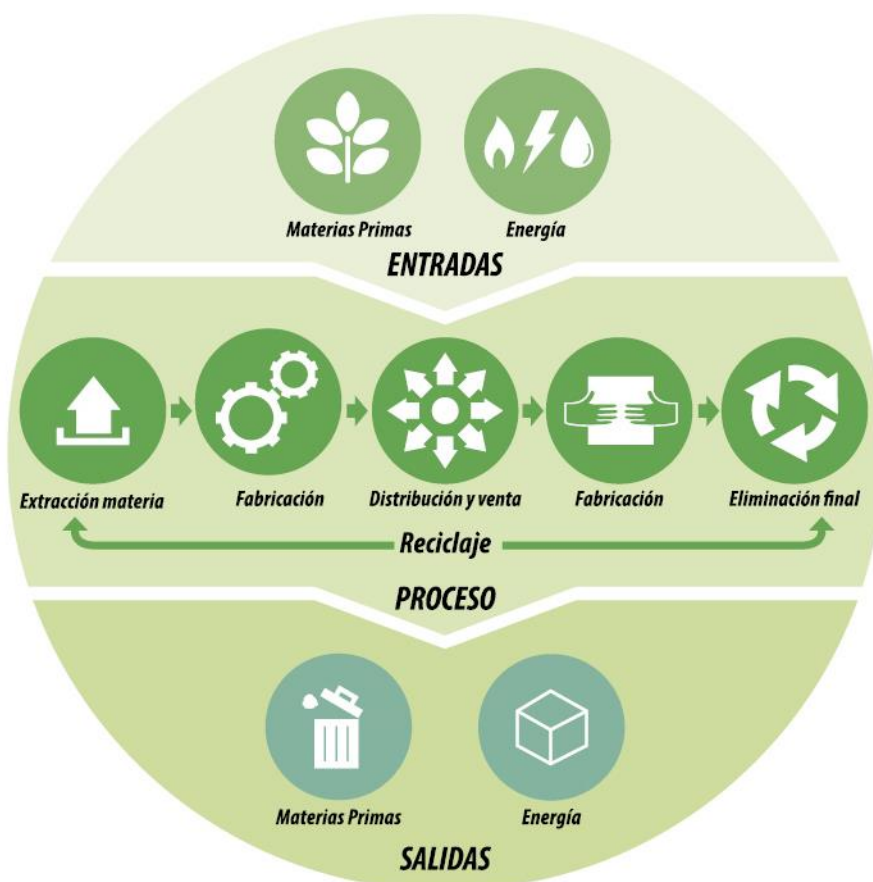 Materias Primas
Energía
ENTRADAS
Extracción materia
Fabricación
Distribución y venta
Fabricación
Eliminación final
Reciclaje
PROCESO
Materias Primas
Energía
SALIDAS